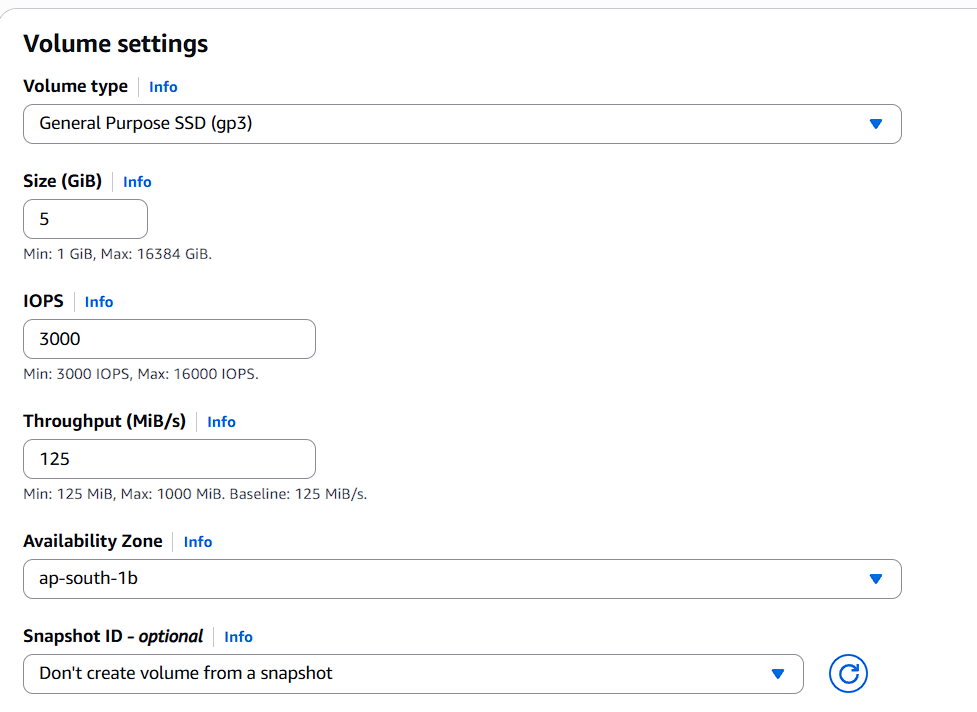 Volume settings
Volume type Info
General Purpose SSD (gp3)
Size (GiB) Info
5
Min: 1 GiB, Max: 16384 GiB.
IOPS Info
3000
Min: 3000 IOPS, Max: 16000 IOPS.
Throughput (MiB/s) Info
125
Min: 125 MiB, Max: 1000 MiB. Baseline: 125 MiB/s.
Availability Zone Info
ap-south-1b
Snapshot ID - optional Info
Don't create volume from a snapshot